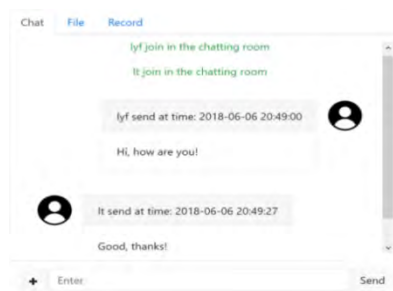 Chat File Record
lyf join in the chatting room
lt join in the chatting room
lyf send at time: 2018-06-06 20:49:00
Hi, how are you!
lt send at time: 2018-06-06 20:49:27
Good, thanks!
+ Enter Send